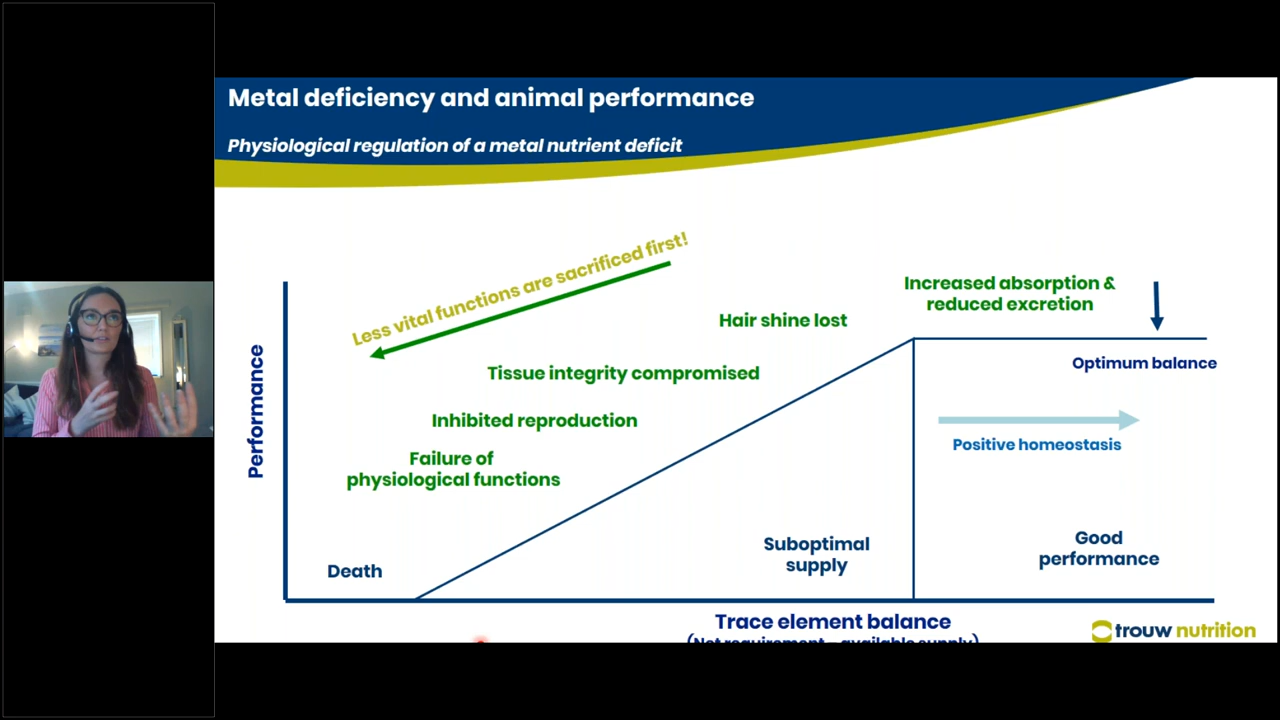 Metal deficiency and animal performance
Physiological regulation of a metal nutrient deficit
Less vital functions are sacrificed first!
Increased absorption &
reduced excretion
Hair shine lost
Optimum balance
Tissue integrity compromised
Inhibited reproduction
Positive homeostasis
Failure of
physiological functions
Performance
Suboptimal
supply
Good
performance
Death
Trace element balance
(Net requirement – available supply)
trouw nutrition